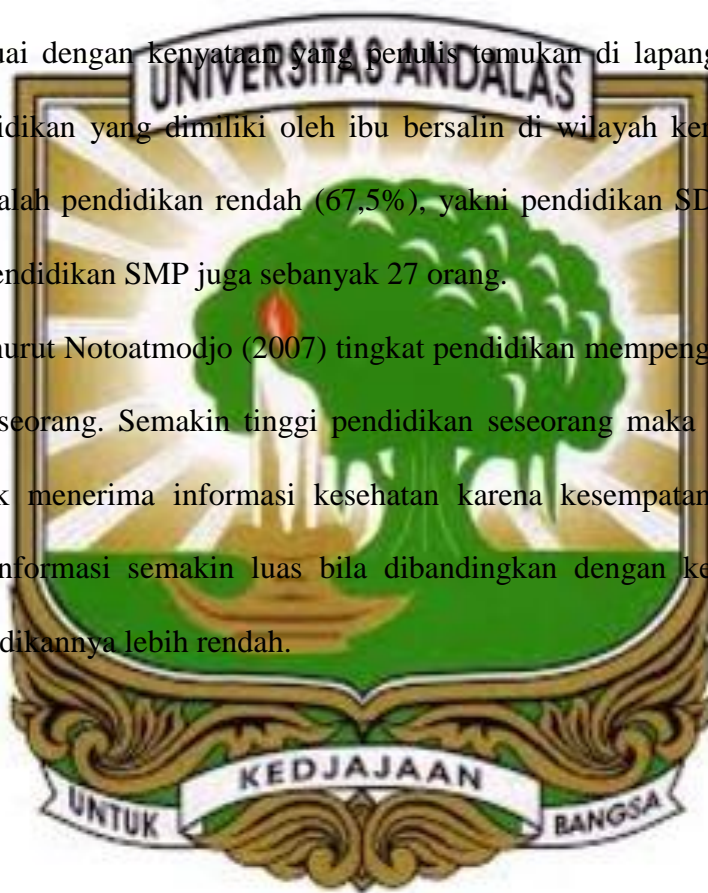 uai dengan kenyataan yang penulis temukan di lapang
UNIVERSITAS ANDALAS
idikan yang dimiliki oleh ibu bersalin di wilayah ker
alah pendidikan rendah (67,5%), yakni pendidikan SD
endidikan SMP juga sebanyak 27 orang.
nurut Notoatmodjo (2007) tingkat pendidikan mempeng
seorang. Semakin tinggi pendidikan seseorang maka
k menerima informasi kesehatan karena kesempatan
nformasi semakin luas bila dibandingkan dengan ke
dikannya lebih rendah.
UNTUK KEDJAJAAN BANGSA